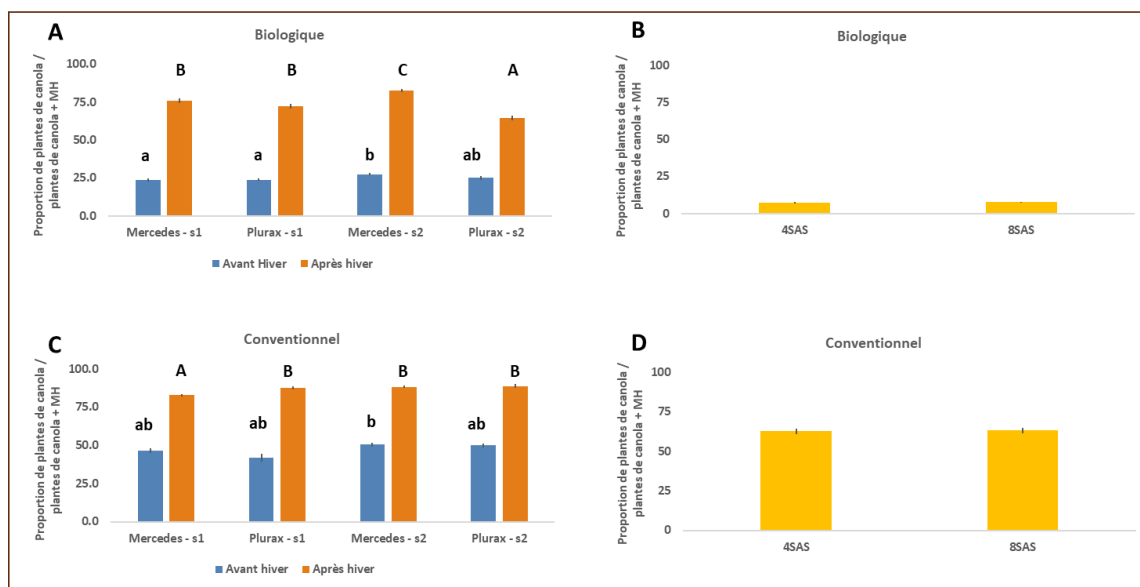 A
Biologique
Proportion de plantes de canola /
plantes de canola + MH
100.0
75.0
50.0
25.0
0.0
B
B
C
A
a
a
b
ab
Mercedes - s1
Plurax - s1
Mercedes - s2
Plurax - s2
Avant Hiver
Après hiver
B
Biologique
Proportion de plantes de canola /
plantes de canola + MH
100
75
50
25
0
4SAS
8SAS
C
Conventionnel
Proportion de plantes de canola /
plantes de canola + MH
100.0
75.0
50.0
25.0
0.0
A
B
B
B
ab
ab
b
ab
Mercedes - s1
Plurax - s1
Mercedes - s2
Plurax - s2
Avant hiver
Après hiver
D
Conventionnel
Proportion de plantes de canola /
plantes de canola + MH
100
75
50
25
0
4SAS
8SAS